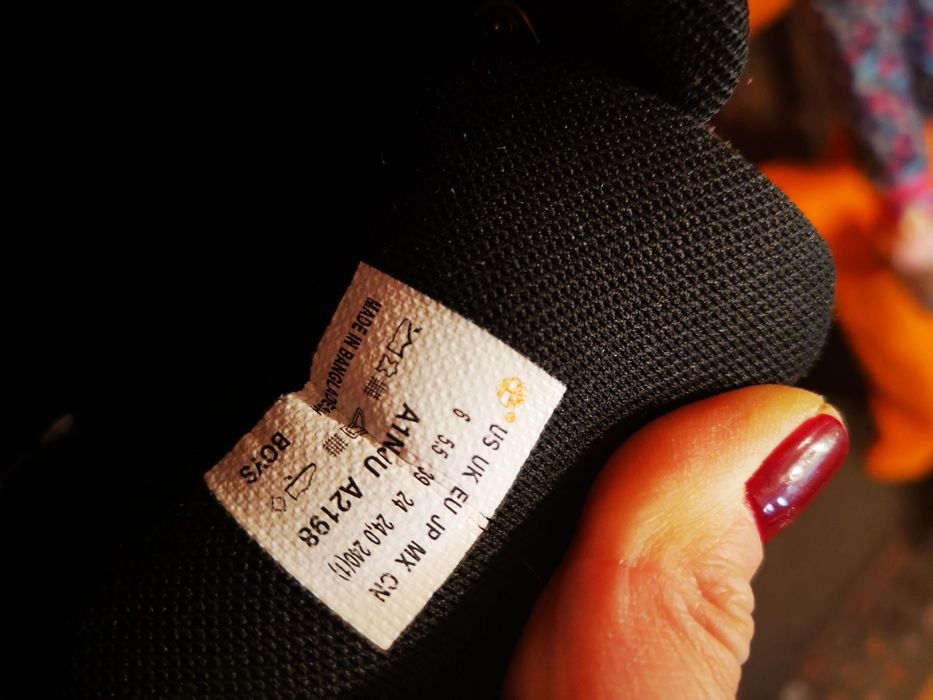 US UK EU JP MX CN
6 5.5 39 24 24,0 240(1)
A1NJU A2198
MADE IN BANGLADESH
BOYS